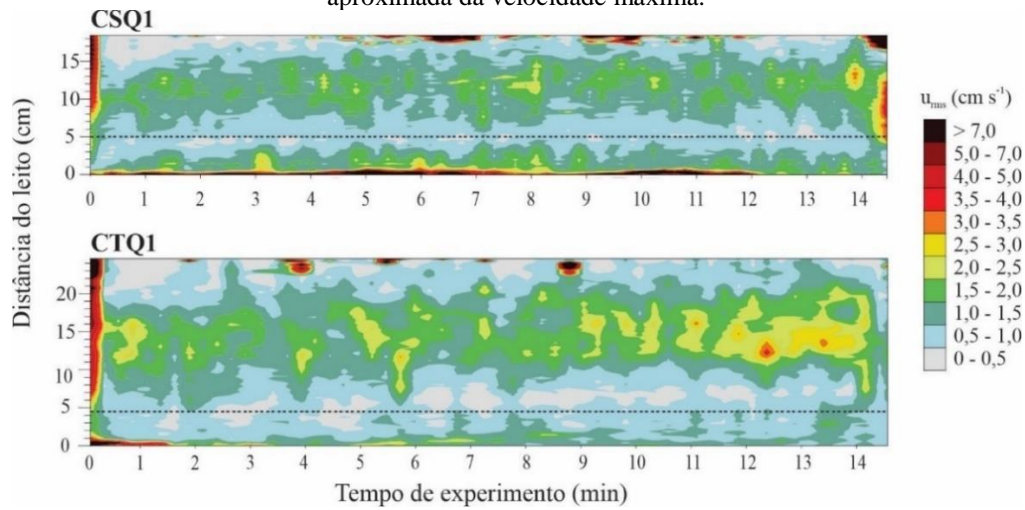 aproximada da velocidade máxima.
CSQ1
15
10
5
0
0 1 2 3 4 5 6 7 8 9 10 11 12 13 14
Distância do leito (cm)
CTQ1
20
15
10
5
0
0 1 2 3 4 5 6 7 8 9 10 11 12 13 14
Tempo de experimento (min)
u_rms (cm s⁻¹)
> 7,0
5,0 - 7,0
4,0 - 5,0
3,5 - 4,0
3,0 - 3,5
2,5 - 3,0
2,0 - 2,5
1,5 - 2,0
1,0 - 1,5
0,5 - 1,0
0 - 0,5